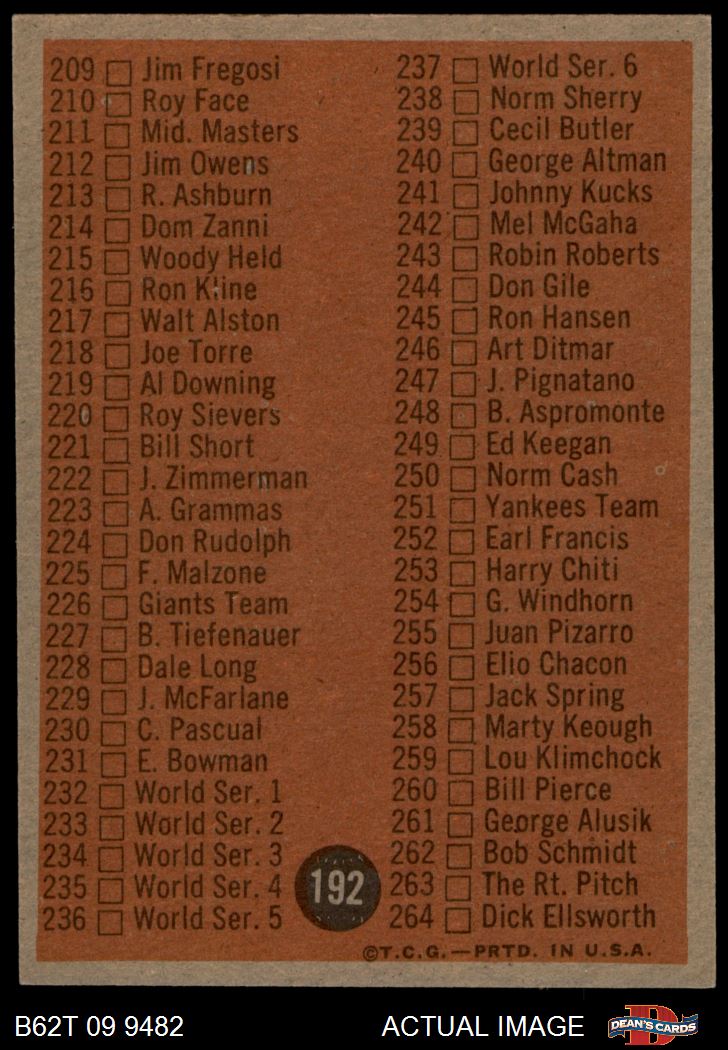 209 Jim Fregosi
210 Roy Face
211 Mid. Masters
212 Jim Owens
213 R. Ashburn
214 Dom Zanni
215 Woody Held
216 Ron Kline
217 Walt Alston
218 Joe Torre
219 Al Downing
220 Roy Sievers
221 Bill Short
222 J. Zimmerman
223 A. Grammas
224 Don Rudolph
225 F. Malzone
226 Giants Team
227 B. Tiefenauer
228 Dale Long
229 J. McFarlane
230 C. Pascual
231 E. Bowman
232 World Ser. 1
233 World Ser. 2
234 World Ser. 3
235 World Ser. 4
236 World Ser. 5
237 World Ser. 6
238 Norm Sherry
239 Cecil Butler
240 George Altman
241 Johnny Kucks
242 Mel McGaha
243 Robin Roberts
244 Don Gile
245 Ron Hansen
246 Art Ditmar
247 J. Pignatano
248 B. Aspromonte
249 Ed Keegan
250 Norm Cash
251 Yankees Team
252 Earl Francis
253 Harry Chiti
254 G. Windhorn
255 Juan Pizarro
256 Elio Chacon
257 Jack Spring
258 Marty Keough
259 Lou Klimchock
260 Bill Pierce
261 George Alusik
262 Bob Schmidt
263 The Rt. Pitch
264 Dick Ellsworth
192
©T.C.G.—PRTD. IN U.S.A.
B62T 09 9482
ACTUAL IMAGE
D
DEAN'S CARDS